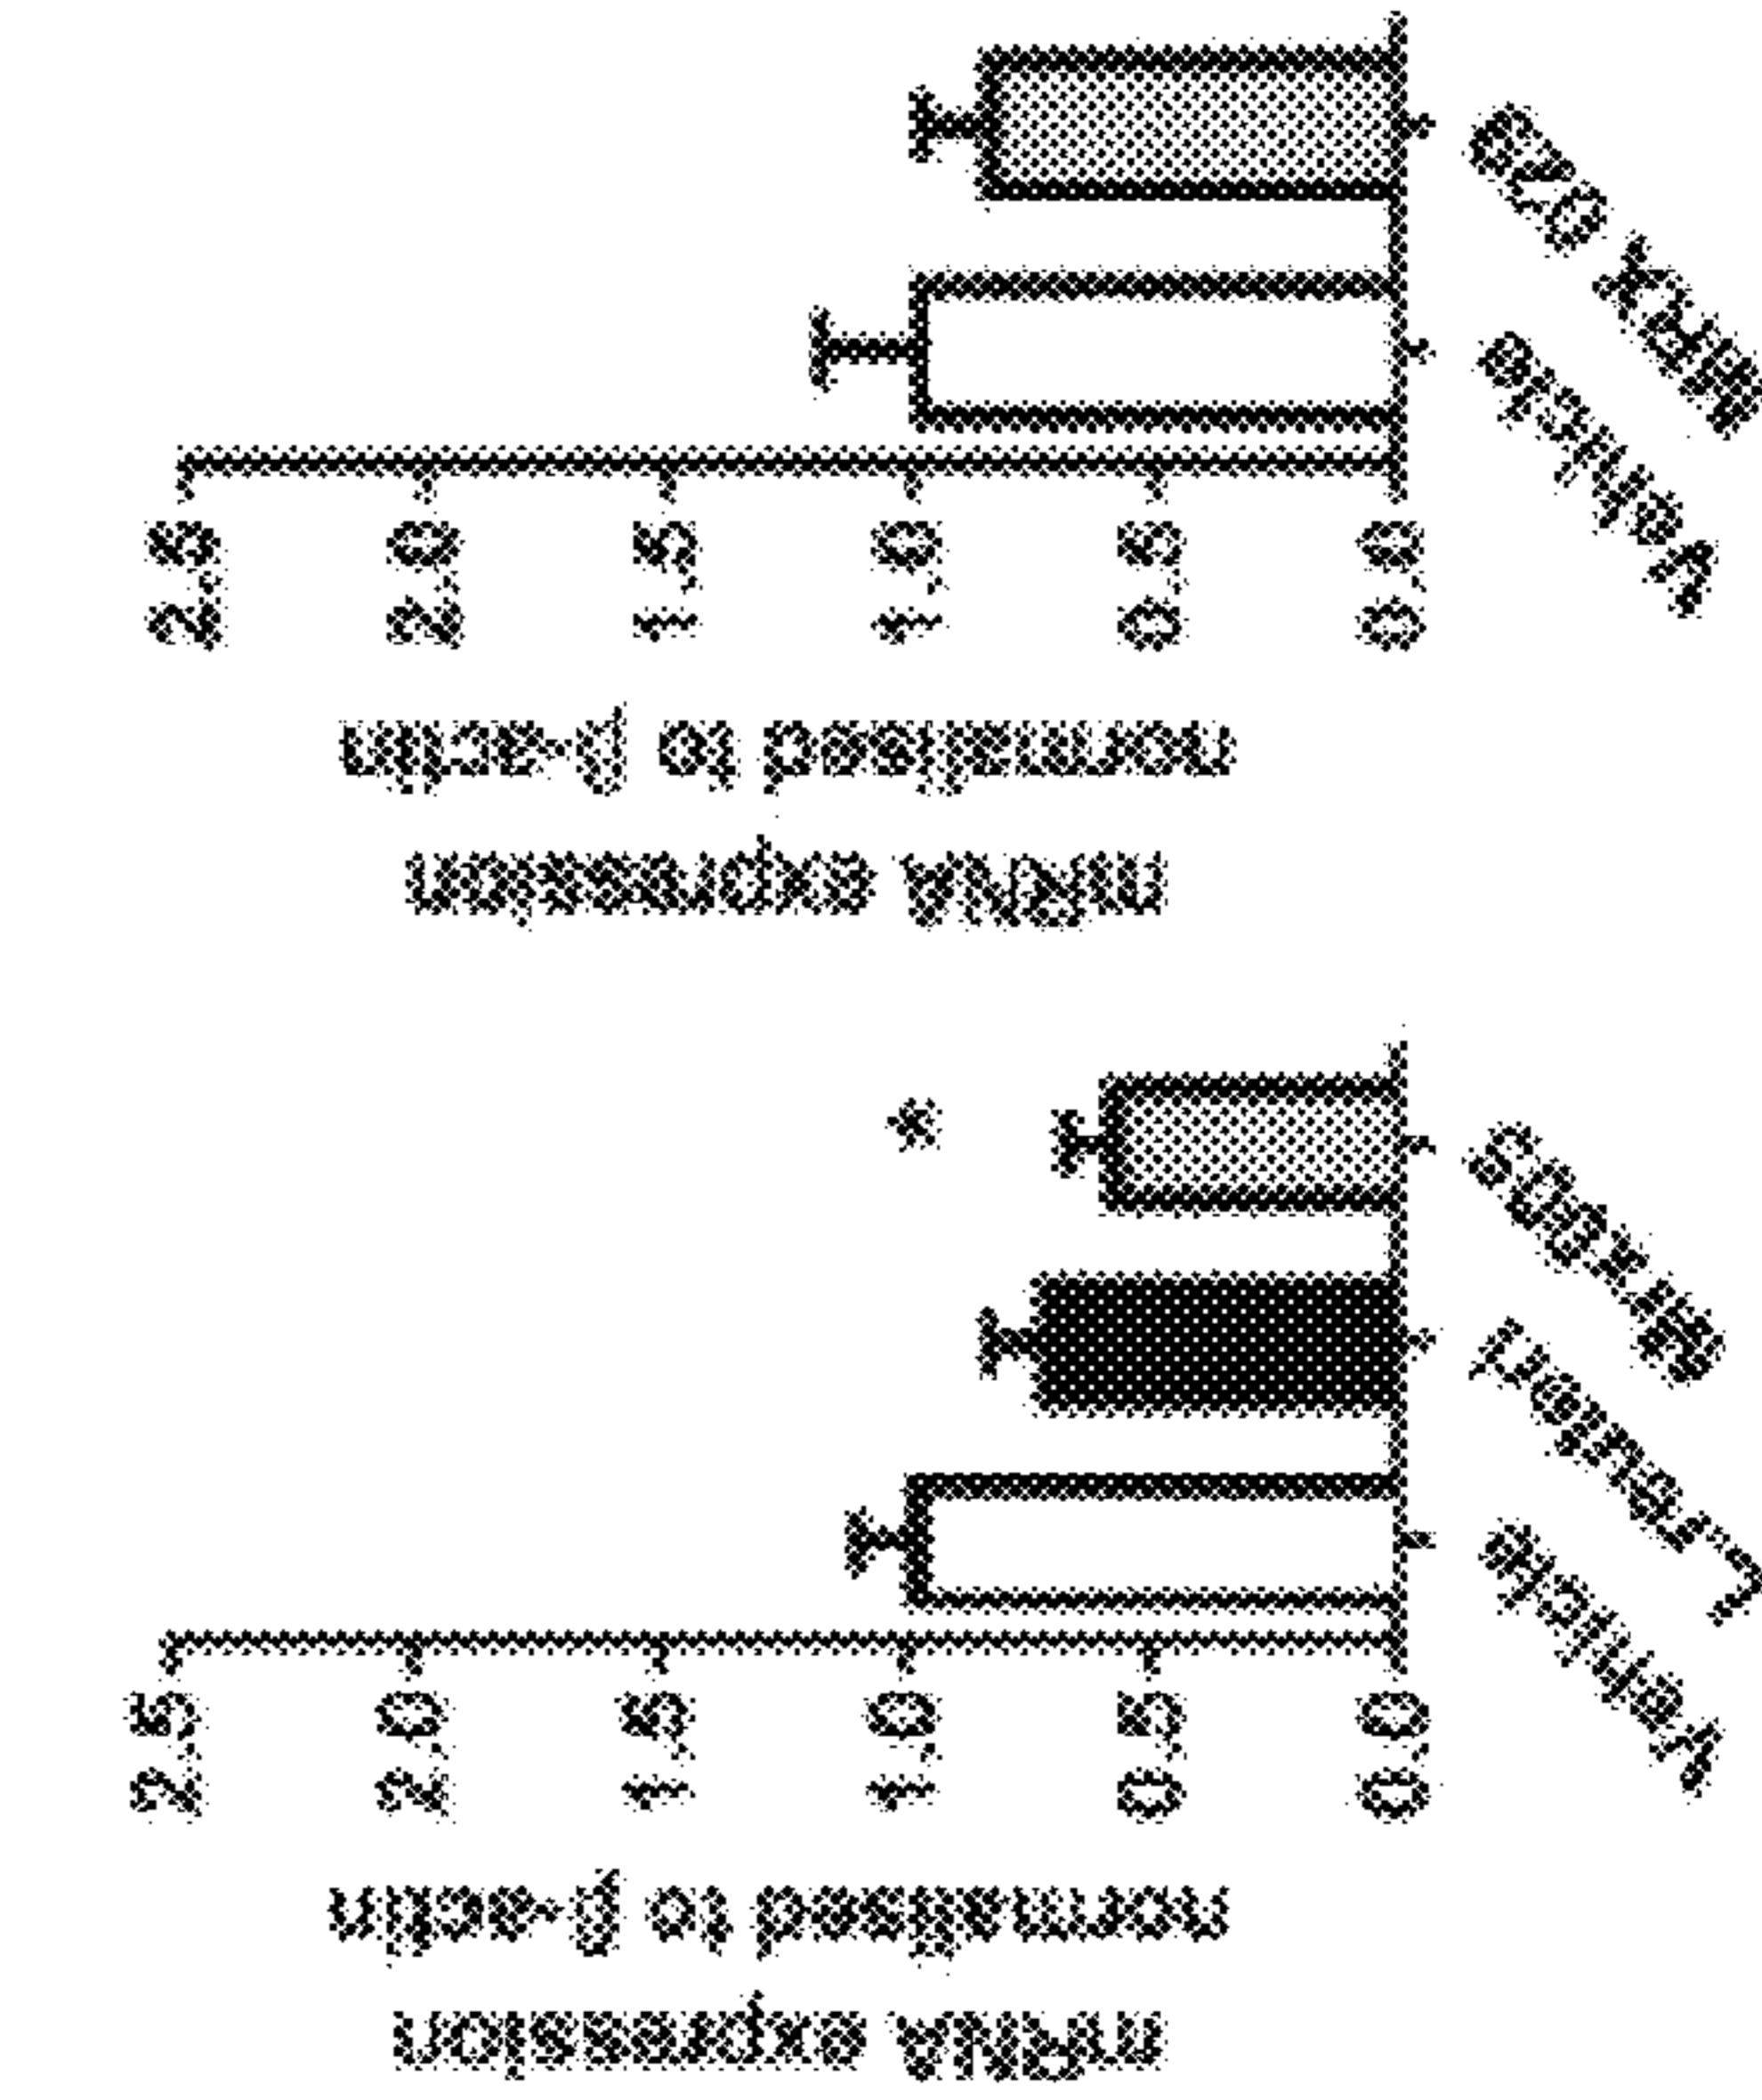 mRNA expression
normalised to β-actin
2.5
2.0
1.5
1.0
0.5
0.0
*
Vehicle
mRNA expression
normalised to β-actin
2.5
2.0
1.5
1.0
0.5
0.0
Vehicle